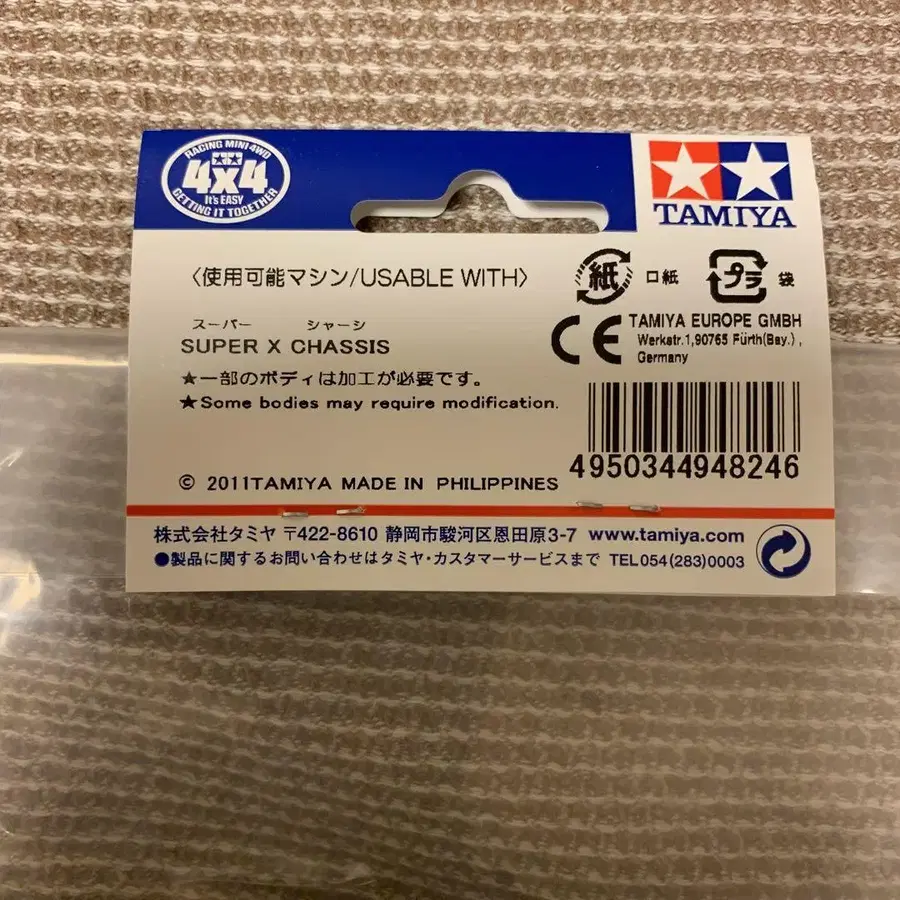 RACING MINI 4WD
4x4
It's EASY
GETTING IT TOGETHER
TAMIYA
〈使用可能マシン/USABLE WITH〉
スーパー シャーシ
SUPER X CHASSIS
★一部のボディは加工が必要です。
★Some bodies may require modification.
紙 口紙
プラ 袋
CE TAMIYA EUROPE GMBH
Werkstr.1,90765 Fürth(Bay.) ,
Germany
4950344948246
© 2011TAMIYA MADE IN PHILIPPINES
株式会社タミヤ 〒422-8610 静岡市駿河区恩田原3-7 www.tamiya.com
●製品に関するお問い合わせはタミヤ・カスタマーサービスまで TEL054(283)0003